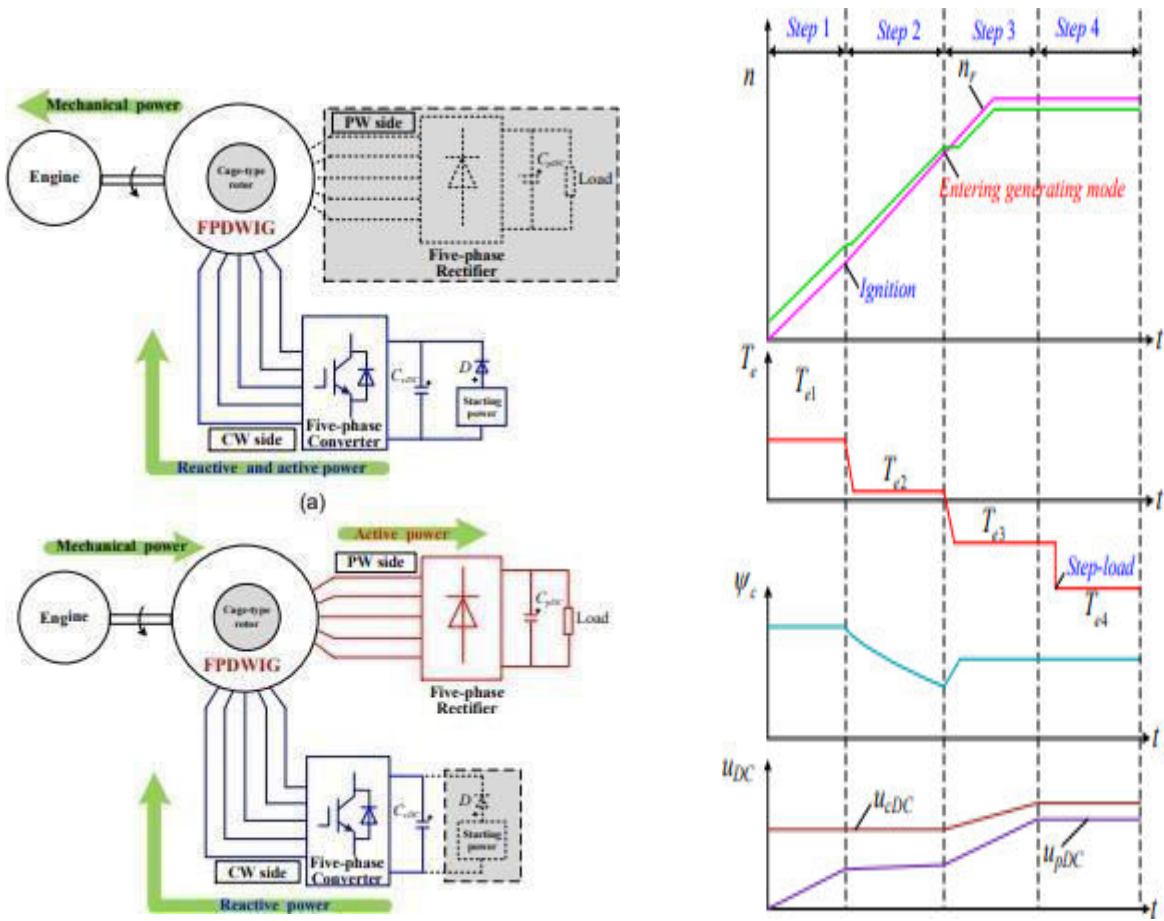 Mechanical power
PW side
Engine
Cage-type
rotor
FPDWIG
C_pDC
Load
Five-phase
Rectifier
C_cDC
D
Starting
power
CW side
Five-phase
Converter
Reactive and active power
(a)
Mechanical power
Active power
PW side
Engine
Cage-type
rotor
FPDWIG
C_pDC
Load
Five-phase
Rectifier
C_cDC
D
Starting
power
CW side
Five-phase
Converter
Reactive power
Step 1
Step 2
Step 3
Step 4
n
n_r
Entering generating mode
Ignition
t
T_e
T_e1
T_e2
t
T_e3
Step-load
T_e4
ψ_c
t
u_DC
u_cDC
u_pDC
t